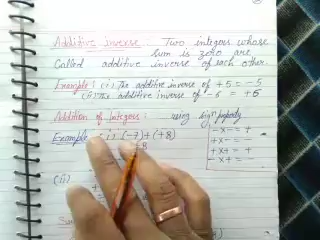 Additive inverse : Two integers whose
sum is zero are
called additive inverse of each other.
Example : (i) The additive inverse of +5 = -5
(ii) The additive inverse of -6 = +6
Addition of Integers : using sign property
Example : (i) (-7)+(+8)
- x - = +
- x - = -
+ x + = +
- x + = -
(ii)